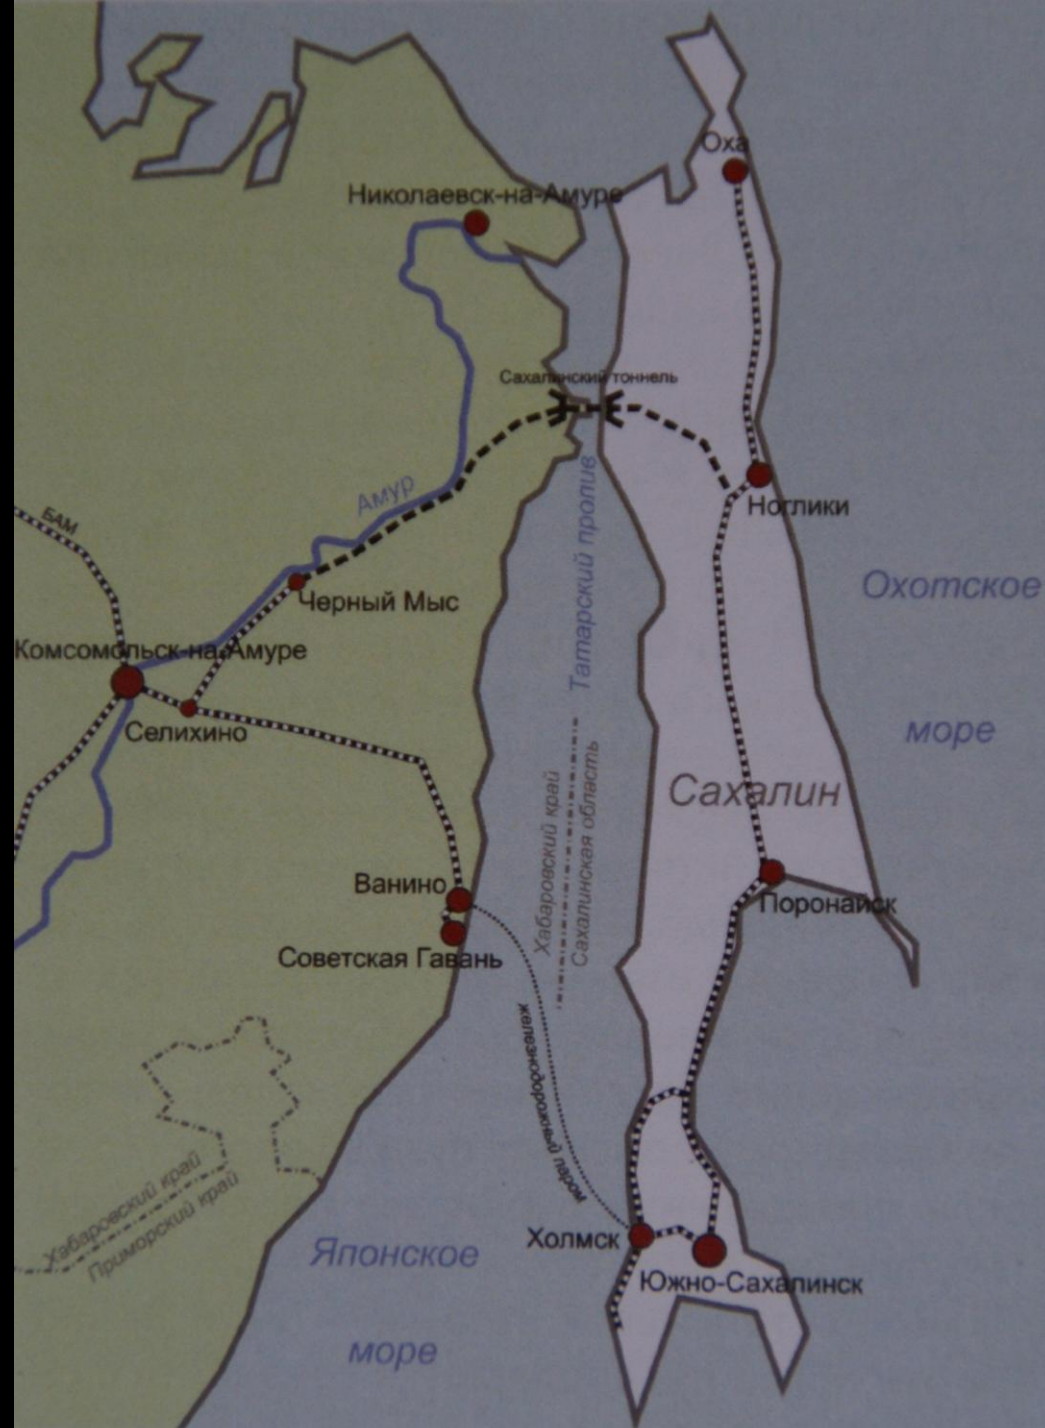 Оха
Николаевск-на-Амуре
Сахалинский тоннель
Амур
Татарский пролив
Ноглики
БАМ
Черный Мыс
Охотское
море
Комсомольск-на-Амуре
Селихино
Сахалин
Хабаровский край
Сахалинская область
Ванино
Поронайск
Советская Гавань
железнодорожный паром
Хабаровский край
Приморский край
Холмск
Японское
море
Южно-Сахалинск